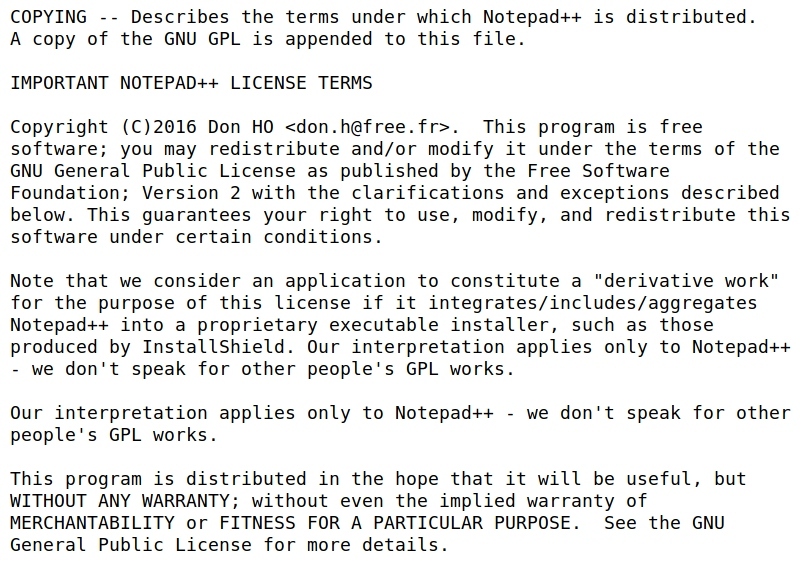 COPYING -- Describes the terms under which Notepad++ is distributed.
A copy of the GNU GPL is appended to this file.

IMPORTANT NOTEPAD++ LICENSE TERMS

Copyright (C)2016 Don HO <don.h@free.fr>.  This program is free
software; you may redistribute and/or modify it under the terms of the
GNU General Public License as published by the Free Software
Foundation; Version 2 with the clarifications and exceptions described
below. This guarantees your right to use, modify, and redistribute this
software under certain conditions.

Note that we consider an application to constitute a "derivative work"
for the purpose of this license if it integrates/includes/aggregates
Notepad++ into a proprietary executable installer, such as those
produced by InstallShield. Our interpretation applies only to Notepad++
- we don't speak for other people's GPL works.

Our interpretation applies only to Notepad++ - we don't speak for other
people's GPL works.

This program is distributed in the hope that it will be useful, but
WITHOUT ANY WARRANTY; without even the implied warranty of
MERCHANTABILITY or FITNESS FOR A PARTICULAR PURPOSE.  See the GNU
General Public License for more details.